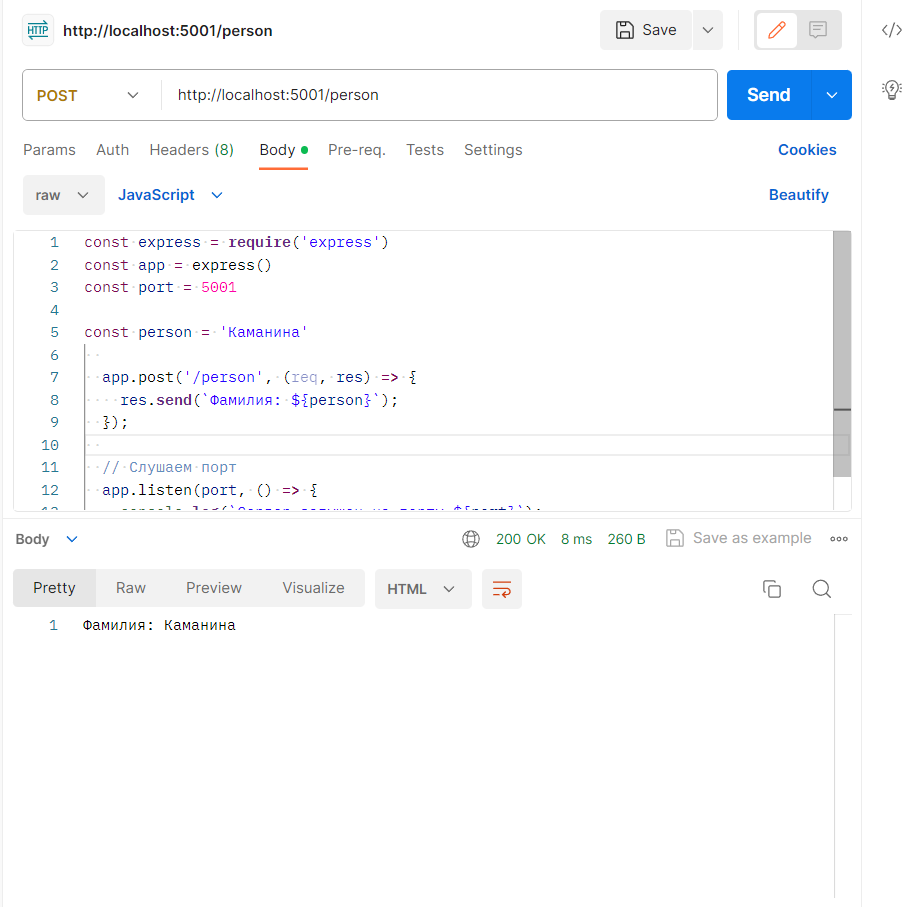 HTTP http://localhost:5001/person Save
POST http://localhost:5001/person Send
Params Auth Headers (8) Body Pre-req. Tests Settings Cookies
raw JavaScript Beautify
1 const express = require('express')
2 const app = express()
3 const port = 5001
4
5 const person = 'Каманина'
6
7 app.post('/person', (req, res) => {
8 res.send(`Фамилия: ${person}`);
9 });
10
11 // Слушаем порт
12 app.listen(port, () => {
Body 200 OK 8 ms 260 B Save as example
Pretty Raw Preview Visualize HTML
1 Фамилия: Каманина